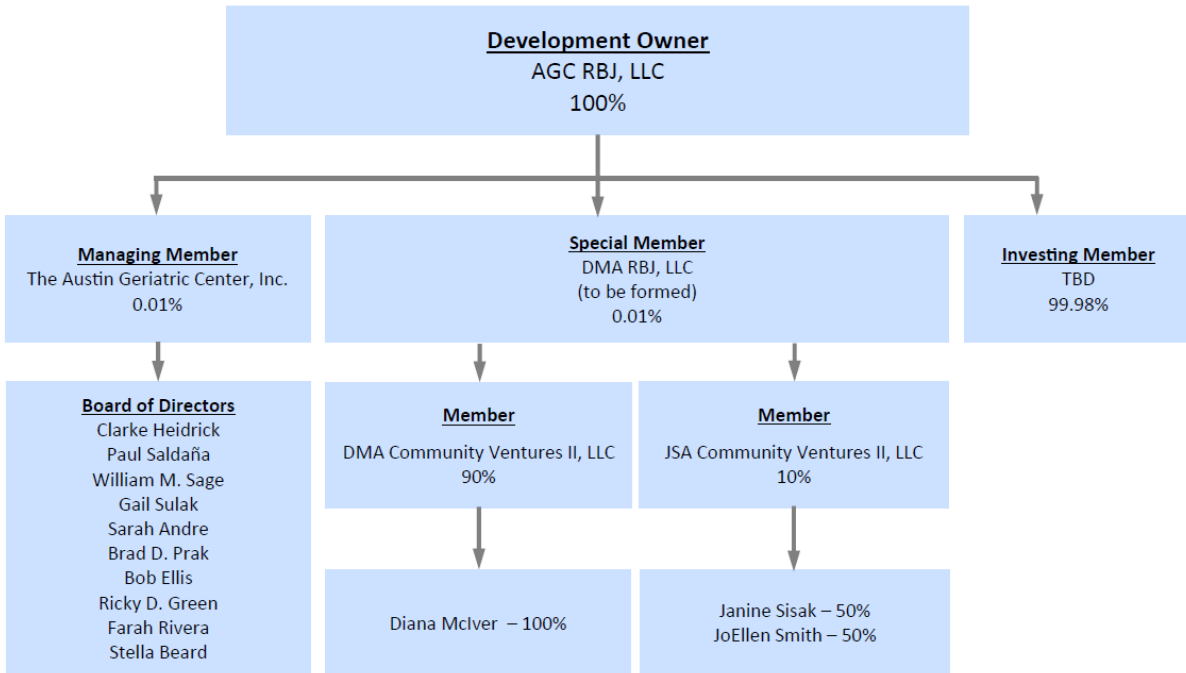 Development Owner
AGC RBJ, LLC
100%
Managing Member
The Austin Geriatric Center, Inc.
0.01%
Special Member
DMA RBJ, LLC
(to be formed)
0.01%
Investing Member
TBD
99.98%
Board of Directors
Clarke Heidrick
Paul Saldaña
William M. Sage
Gail Sulak
Sarah Andre
Brad D. Prak
Bob Ellis
Ricky D. Green
Farah Rivera
Stella Beard
Member
DMA Community Ventures II, LLC
90%
Member
JSA Community Ventures II, LLC
10%
Diana McIver – 100%
Janine Sisak – 50%
JoEllen Smith – 50%